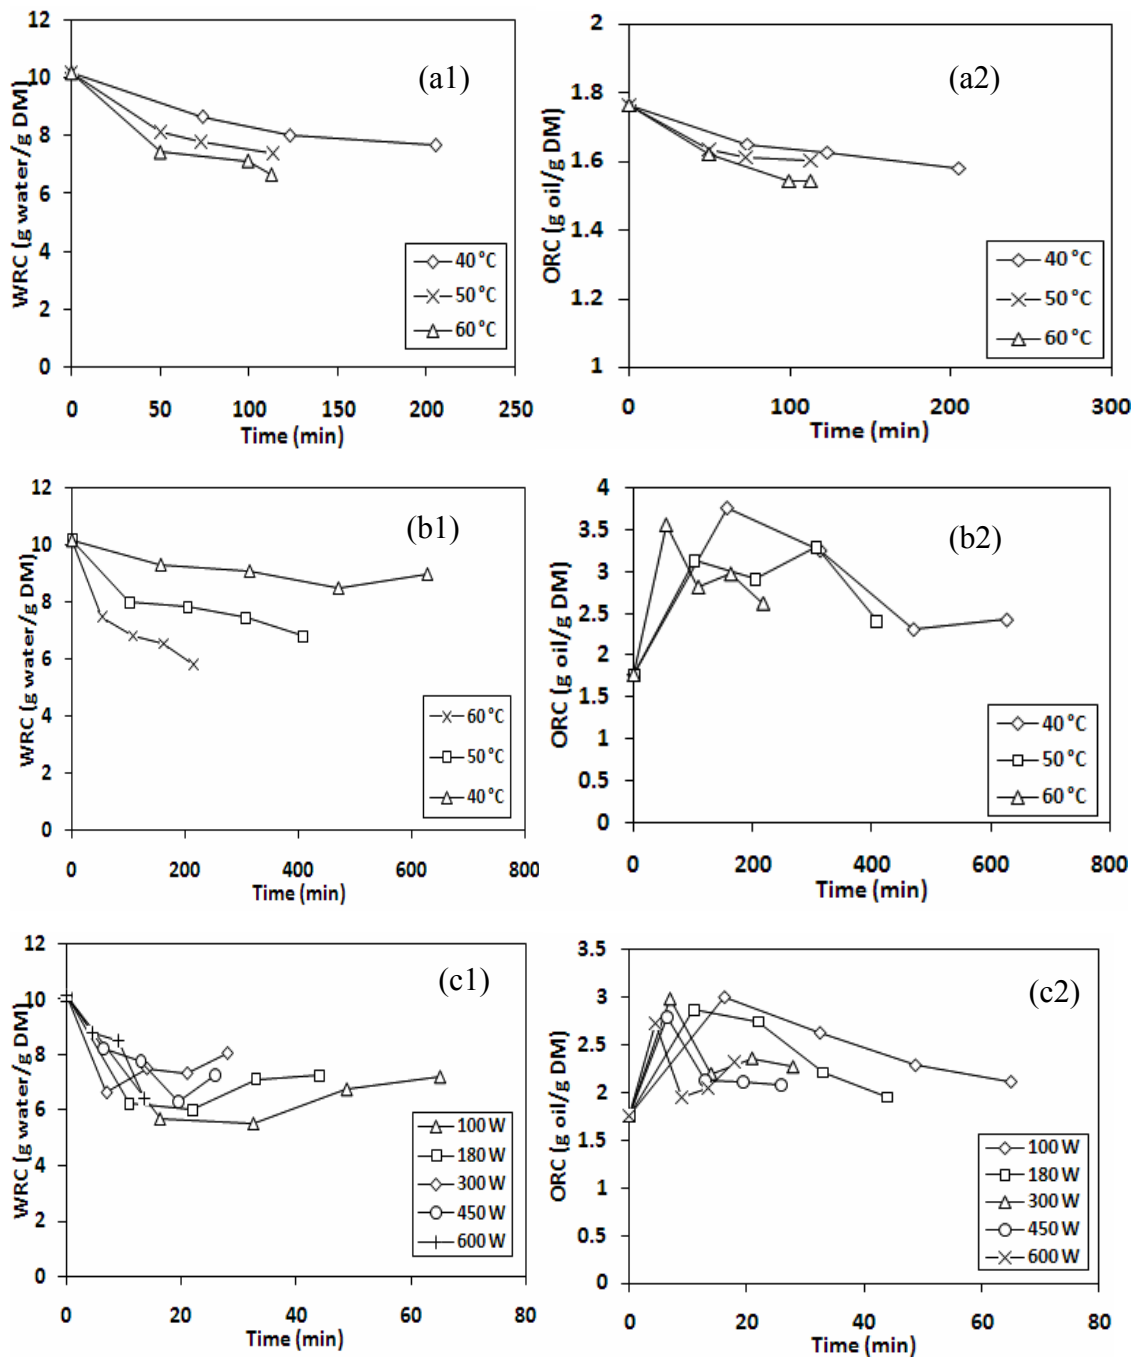 (a1)
WRC (g water/g DM)
12
10
8
6
4
2
0
0 50 100 150 200 250
Time (min)
40 °C
50 °C
60 °C
(a2)
ORC (g oil/g DM)
2
1.8
1.6
1.4
1.2
1
0 100 200 300
Time (min)
40 °C
50 °C
60 °C
(b1)
WRC (g water/g DM)
12
10
8
6
4
2
0
0 200 400 600 800
Time (min)
60 °C
50 °C
40 °C
(b2)
ORC (g oil/g DM)
4
3.5
3
2.5
2
1.5
1
0.5
0
0 200 400 600 800
Time (min)
40 °C
50 °C
60 °C
(c1)
WRC (g water/g DM)
12
10
8
6
4
2
0
0 20 40 60 80
Time (min)
100 W
180 W
300 W
450 W
600 W
(c2)
ORC (g oil/g DM)
3.5
3
2.5
2
1.5
1
0.5
0
0 20 40 60 80
Time (min)
100 W
180 W
300 W
450 W
600 W